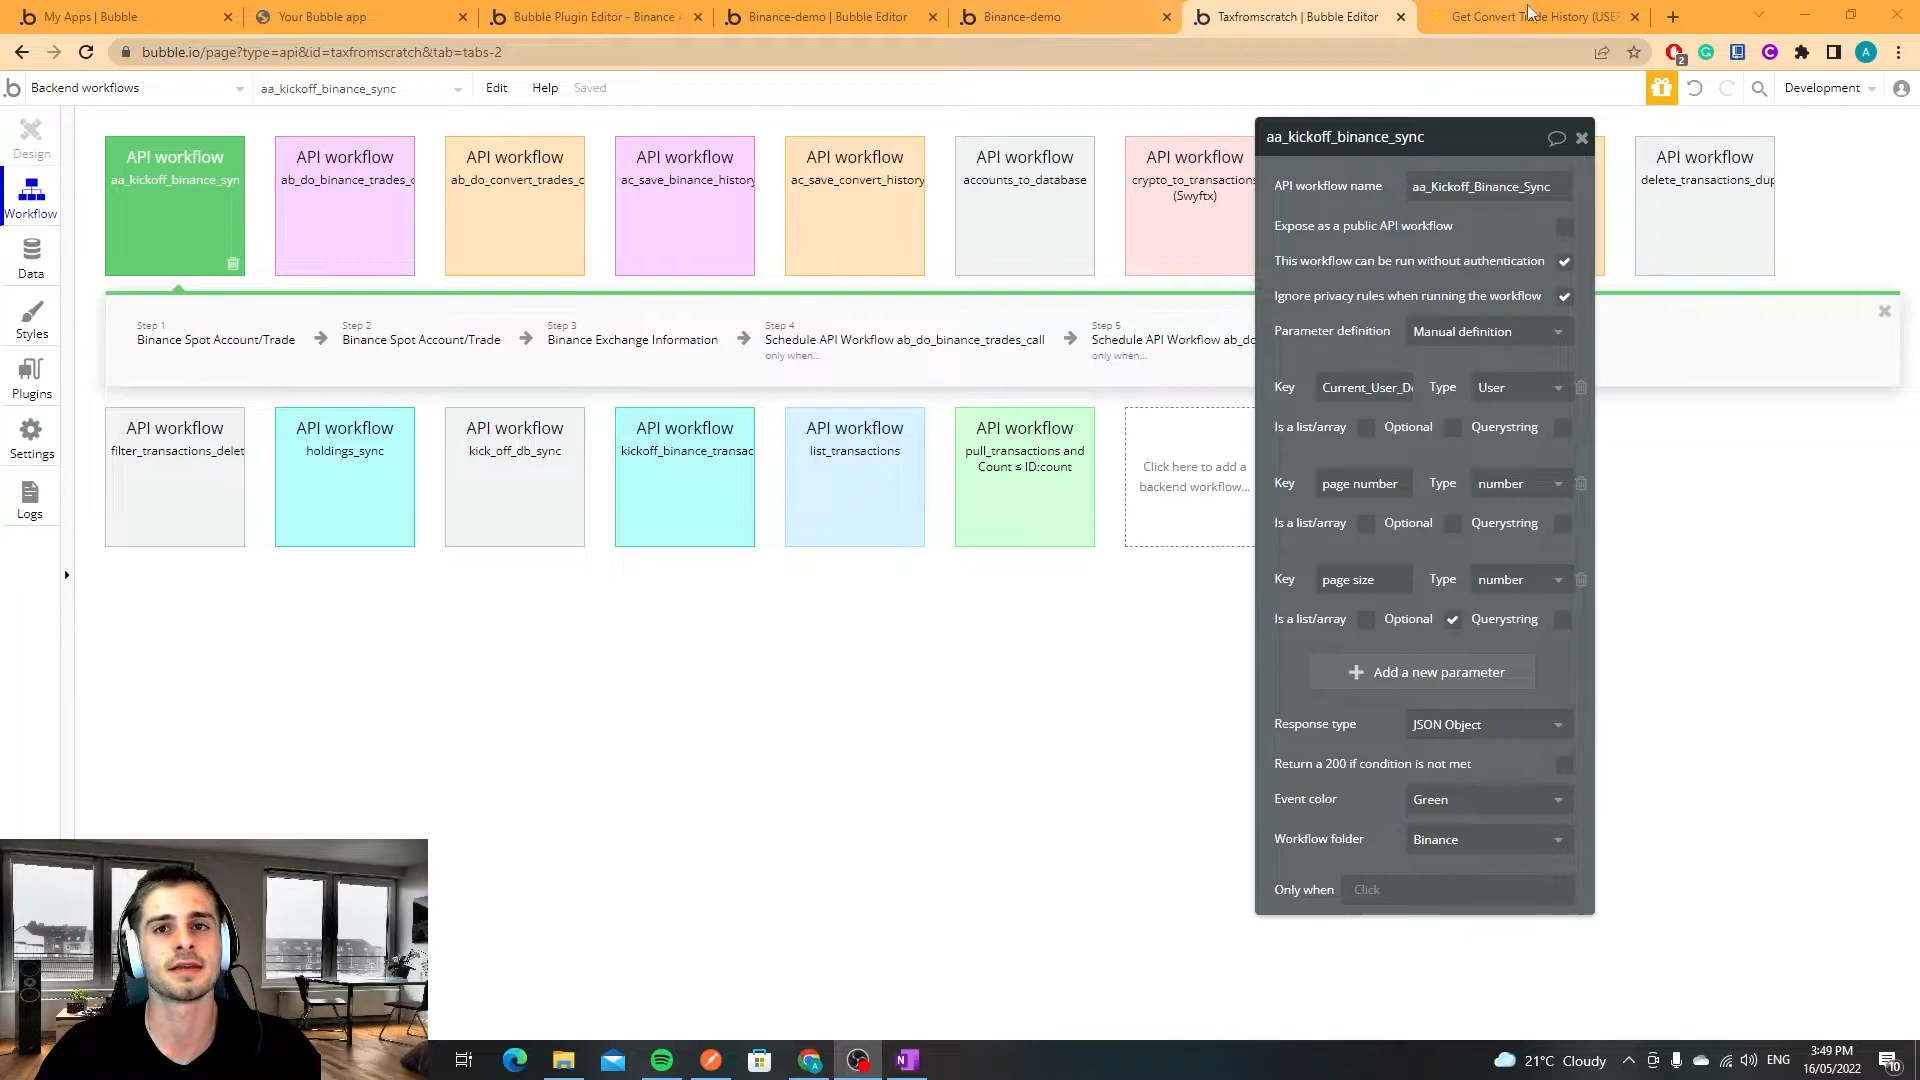 My Apps | Bubble
Your Bubble app
Bubble Plugin Editor - Binance A
Binance-demo | Bubble Editor
Binance-demo
Taxfromscratch | Bubble Editor
Get Convert Trade History (USER
bubble.io/page?type=api&id=taxfromscratch&tab=tabs-2
2
A
Backend workflows
aa_kickoff_binance_sync
Edit
Help
Saved
Development
Design
Workflow
Data
Styles
Plugins
Settings
Logs
API workflow
aa_kickoff_binance_syn
API workflow
ab_do_binance_trades_c
API workflow
ab_do_convert_trades_c
API workflow
ac_save_binance_history
API workflow
ac_save_convert_history
API workflow
accounts_to_database
API workflow
crypto_to_transactions
(Swyftx)
API workflow
delete_transactions_dup
Step 1
Binance Spot Account/Trade
Step 2
Binance Spot Account/Trade
Step 3
Binance Exchange Information
Step 4
Schedule API Workflow ab_do_binance_trades_call
only when...
Step 5
Schedule API Workflow ab_do
only when...
API workflow
filter_transactions_delet
API workflow
holdings_sync
API workflow
kick_off_db_sync
API workflow
kickoff_binance_transac
API workflow
list_transactions
API workflow
pull_transactions and
Count ≤ ID:count
Click here to add a
backend workflow...
aa_kickoff_binance_sync
API workflow name
aa_Kickoff_Binance_Sync
Expose as a public API workflow
This workflow can be run without authentication
Ignore privacy rules when running the workflow
Parameter definition
Manual definition
Key
Current_User_D
Type
User
Is a list/array
Optional
Querystring
Key
page number
Type
number
Is a list/array
Optional
Querystring
Key
page size
Type
number
Is a list/array
Optional
Querystring
Add a new parameter
Response type
JSON Object
Return a 200 if condition is not met
Event color
Green
Workflow folder
Binance
Only when
Click
21°C Cloudy
ENG
3:49 PM
16/05/2022
10